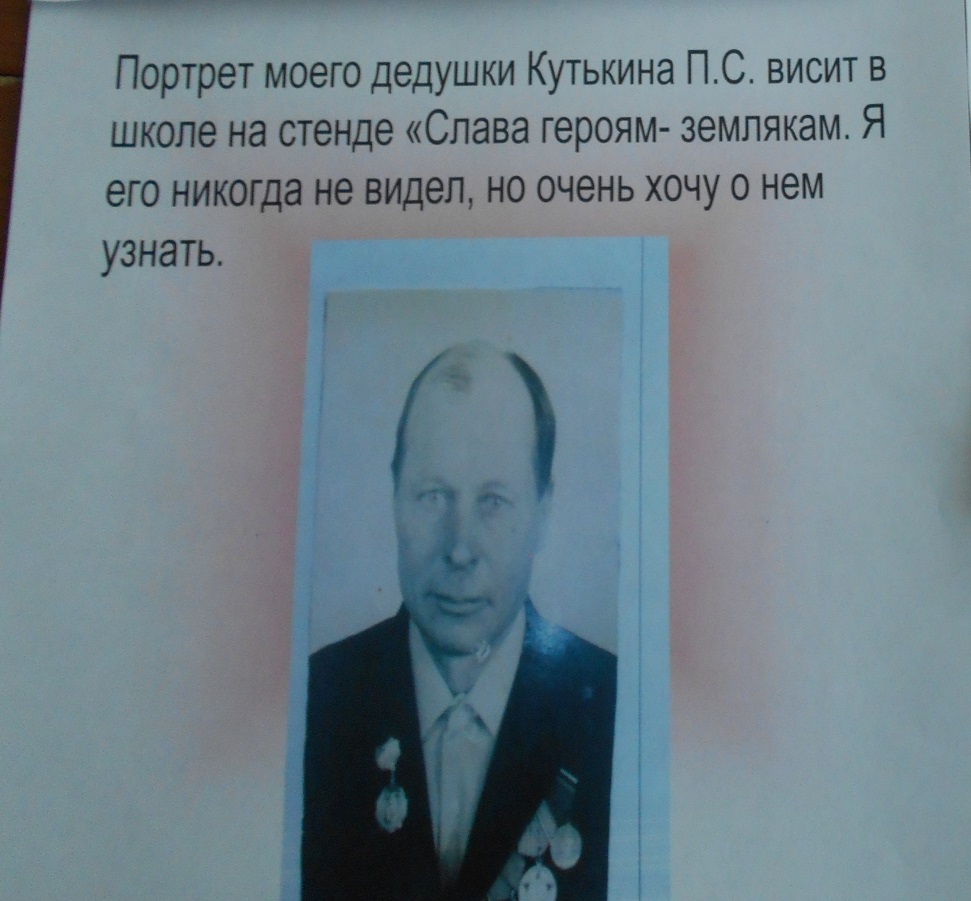 Портрет моего дедушки Кутькина П.С. висит в
школе на стенде «Слава героям- землякам. Я
его никогда не видел, но очень хочу о нем
узнать.